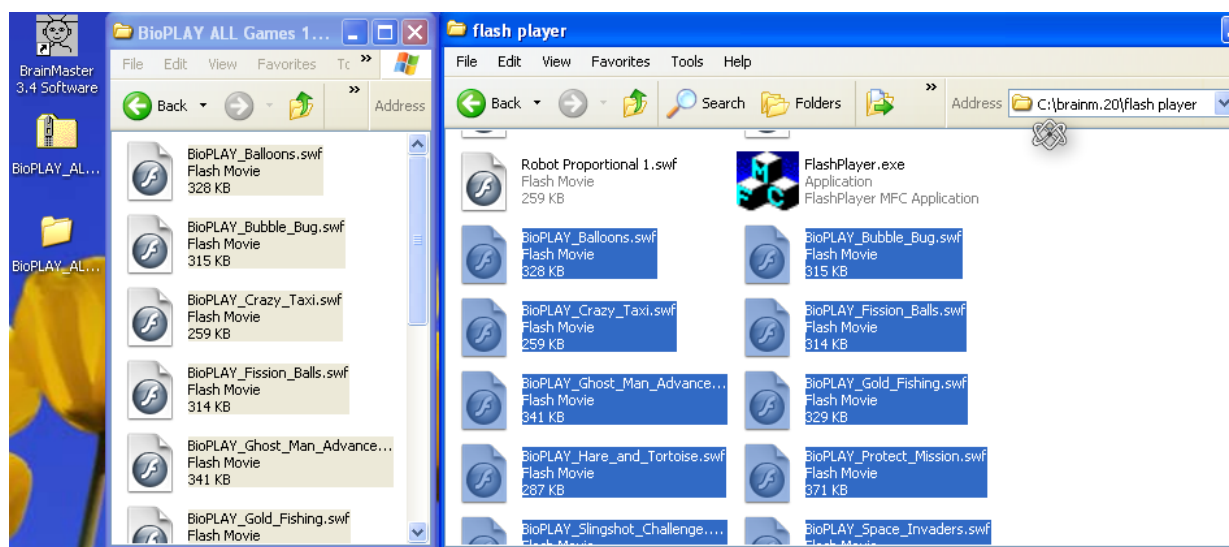 BrainMaster
3.4 Software
BioPLAY_AL...
BioPLAY_AL...
BioPLAY ALL Games 1...
File Edit View Favorites Tc »
Back » Address
BioPLAY_Balloons.swf
Flash Movie
328 KB
BioPLAY_Bubble_Bug.swf
Flash Movie
315 KB
BioPLAY_Crazy_Taxi.swf
Flash Movie
259 KB
BioPLAY_Fission_Balls.swf
Flash Movie
314 KB
BioPLAY_Ghost_Man_Advance...
Flash Movie
341 KB
BioPLAY_Gold_Fishing.swf
Flash Movie
flash player
File Edit View Favorites Tools Help
Back Search Folders » Address C:\brainm.20\flash player
Robot Proportional 1.swf
Flash Movie
259 KB
MFC
FlashPlayer.exe
Application
FlashPlayer MFC Application
BioPLAY_Balloons.swf
Flash Movie
328 KB
BioPLAY_Bubble_Bug.swf
Flash Movie
315 KB
BioPLAY_Crazy_Taxi.swf
Flash Movie
259 KB
BioPLAY_Fission_Balls.swf
Flash Movie
314 KB
BioPLAY_Ghost_Man_Advance...
Flash Movie
341 KB
BioPLAY_Gold_Fishing.swf
Flash Movie
329 KB
BioPLAY_Hare_and_Tortoise.swf
Flash Movie
287 KB
BioPLAY_Protect_Mission.swf
Flash Movie
371 KB
BioPLAY_Slingshot_Challenge....
Flash Movie
BioPLAY_Space_Invaders.swf
Flash Movie